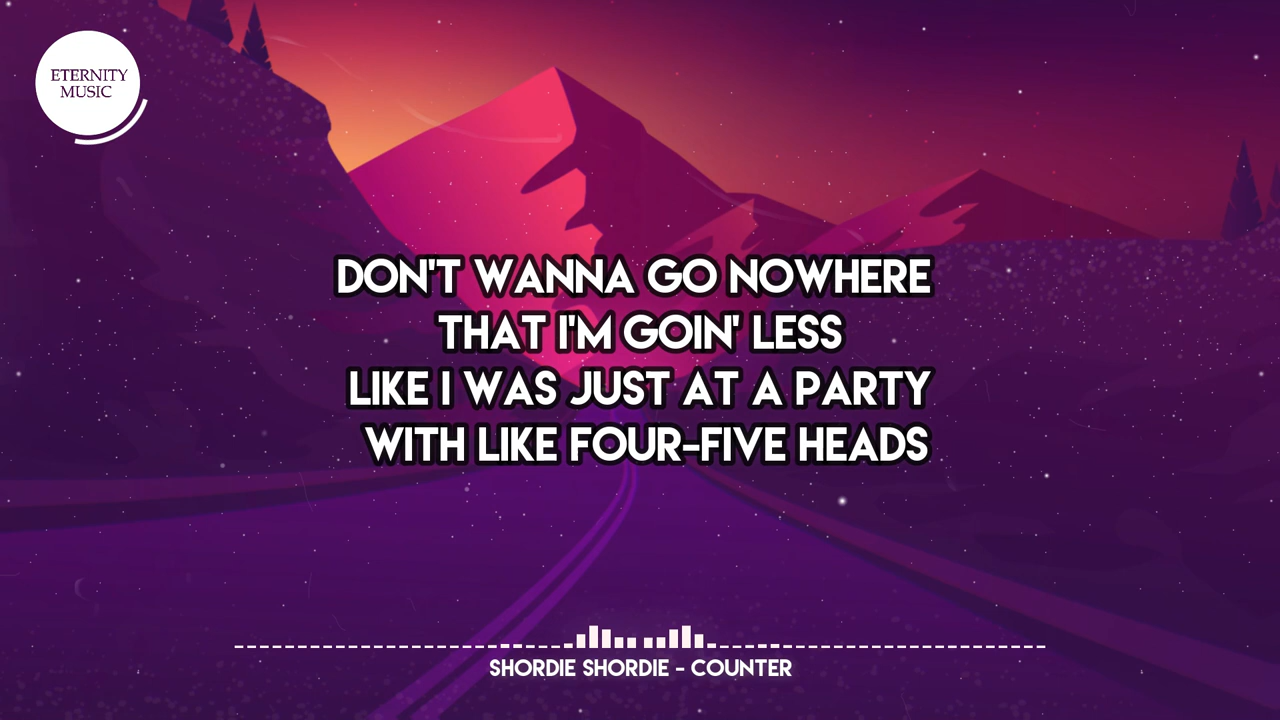 ETERNITY
MUSIC
DON'T WANNA GO NOWHERE
THAT I'M GOIN' LESS
LIKE I WAS JUST AT A PARTY
WITH LIKE FOUR-FIVE HEADS
SHORDIE SHORDIE - COUNTER